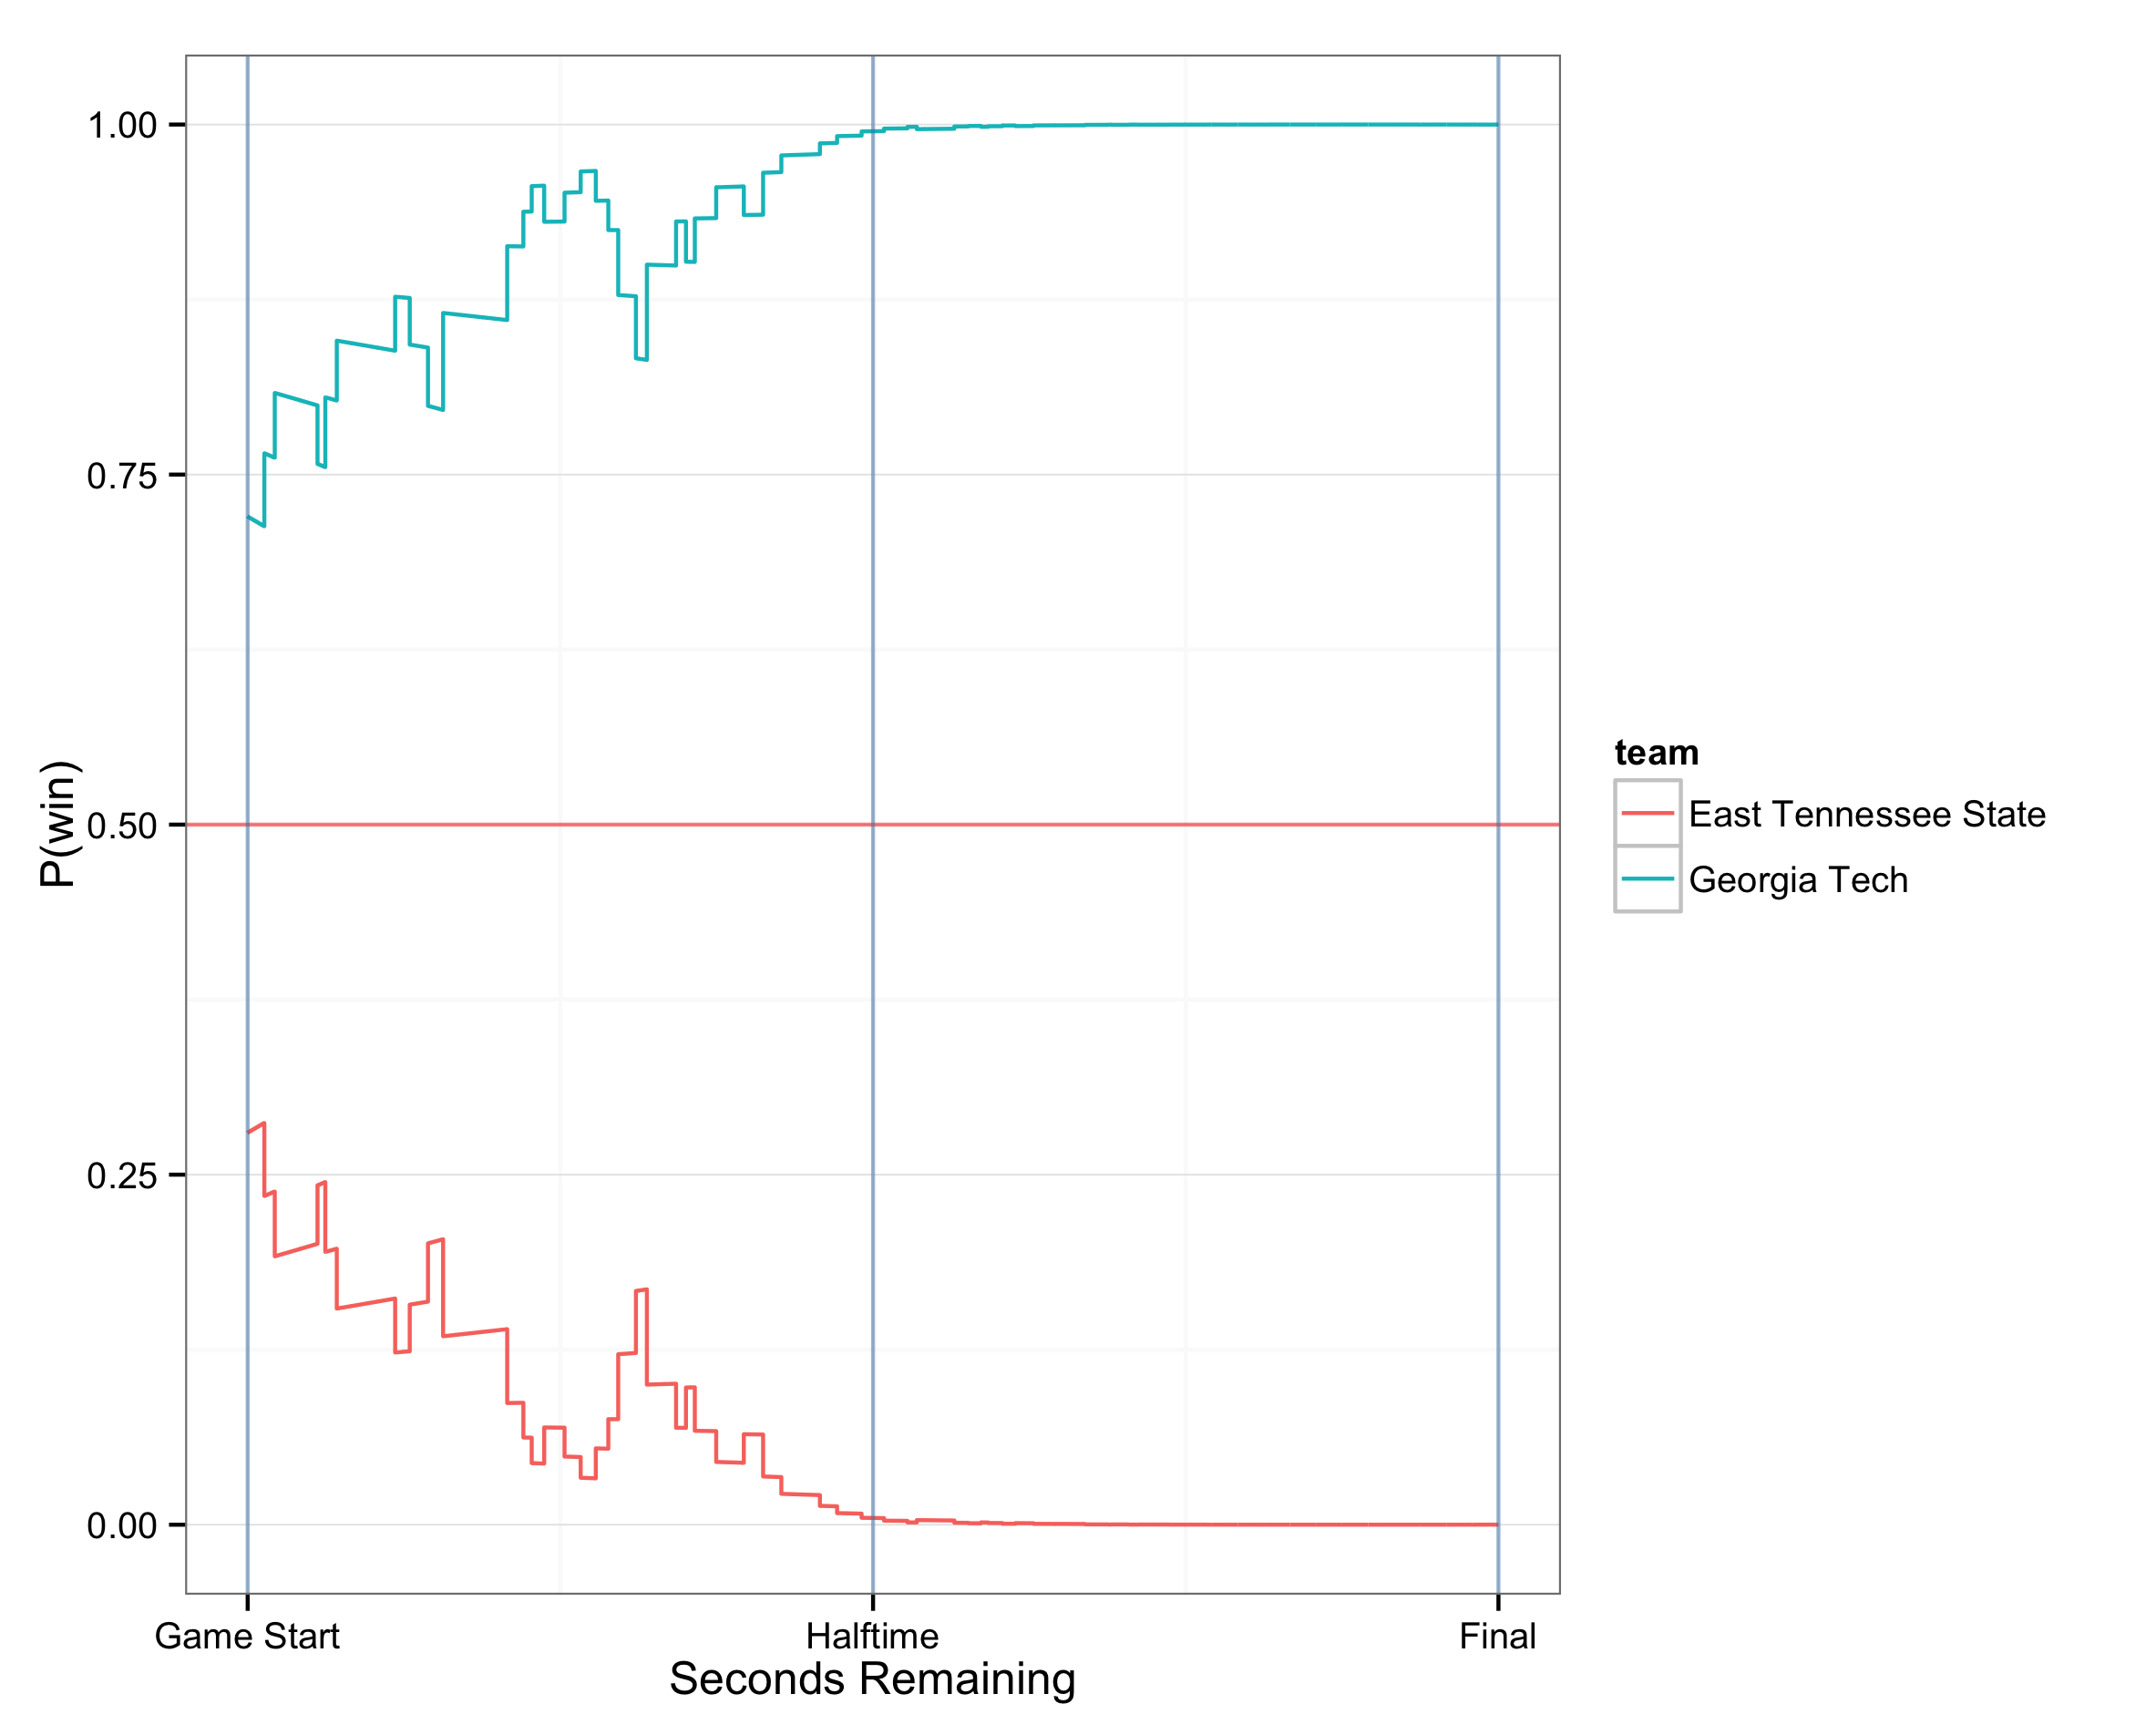 1.00
0.75
0.50
0.25
0.00
P(win)
Game Start
Halftime
Final
Seconds Remaining
team
East Tennessee State
Georgia Tech